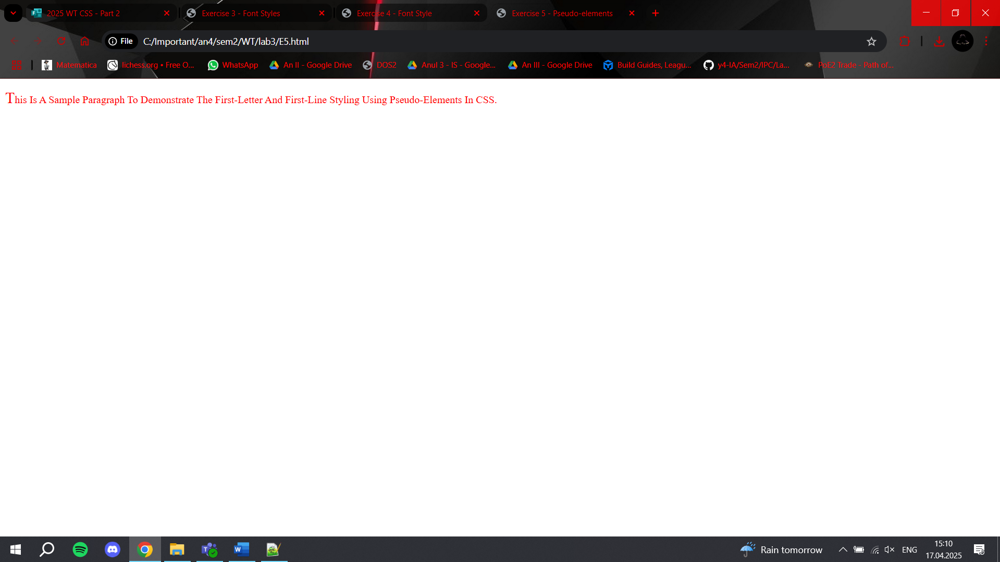 2025 WT CSS - Part 2
Exercise 3 - Font Styles
Exercise 4 - Font Style
Exercise 5 - Pseudo-elements
File C:/Important/an4/sem2/WT/lab3/E5.html
Matematica
lichess.org • Free O...
WhatsApp
An II - Google Drive
DOS2
Anul 3 - IS - Google...
An III - Google Drive
Build Guides, Leagu...
y4-IA/Sem2/IPC/La...
PoE2 Trade - Path of...
This Is A Sample Paragraph To Demonstrate The First-Letter And First-Line Styling Using Pseudo-Elements In CSS.
Rain tomorrow
ENG
15:10
17.04.2025